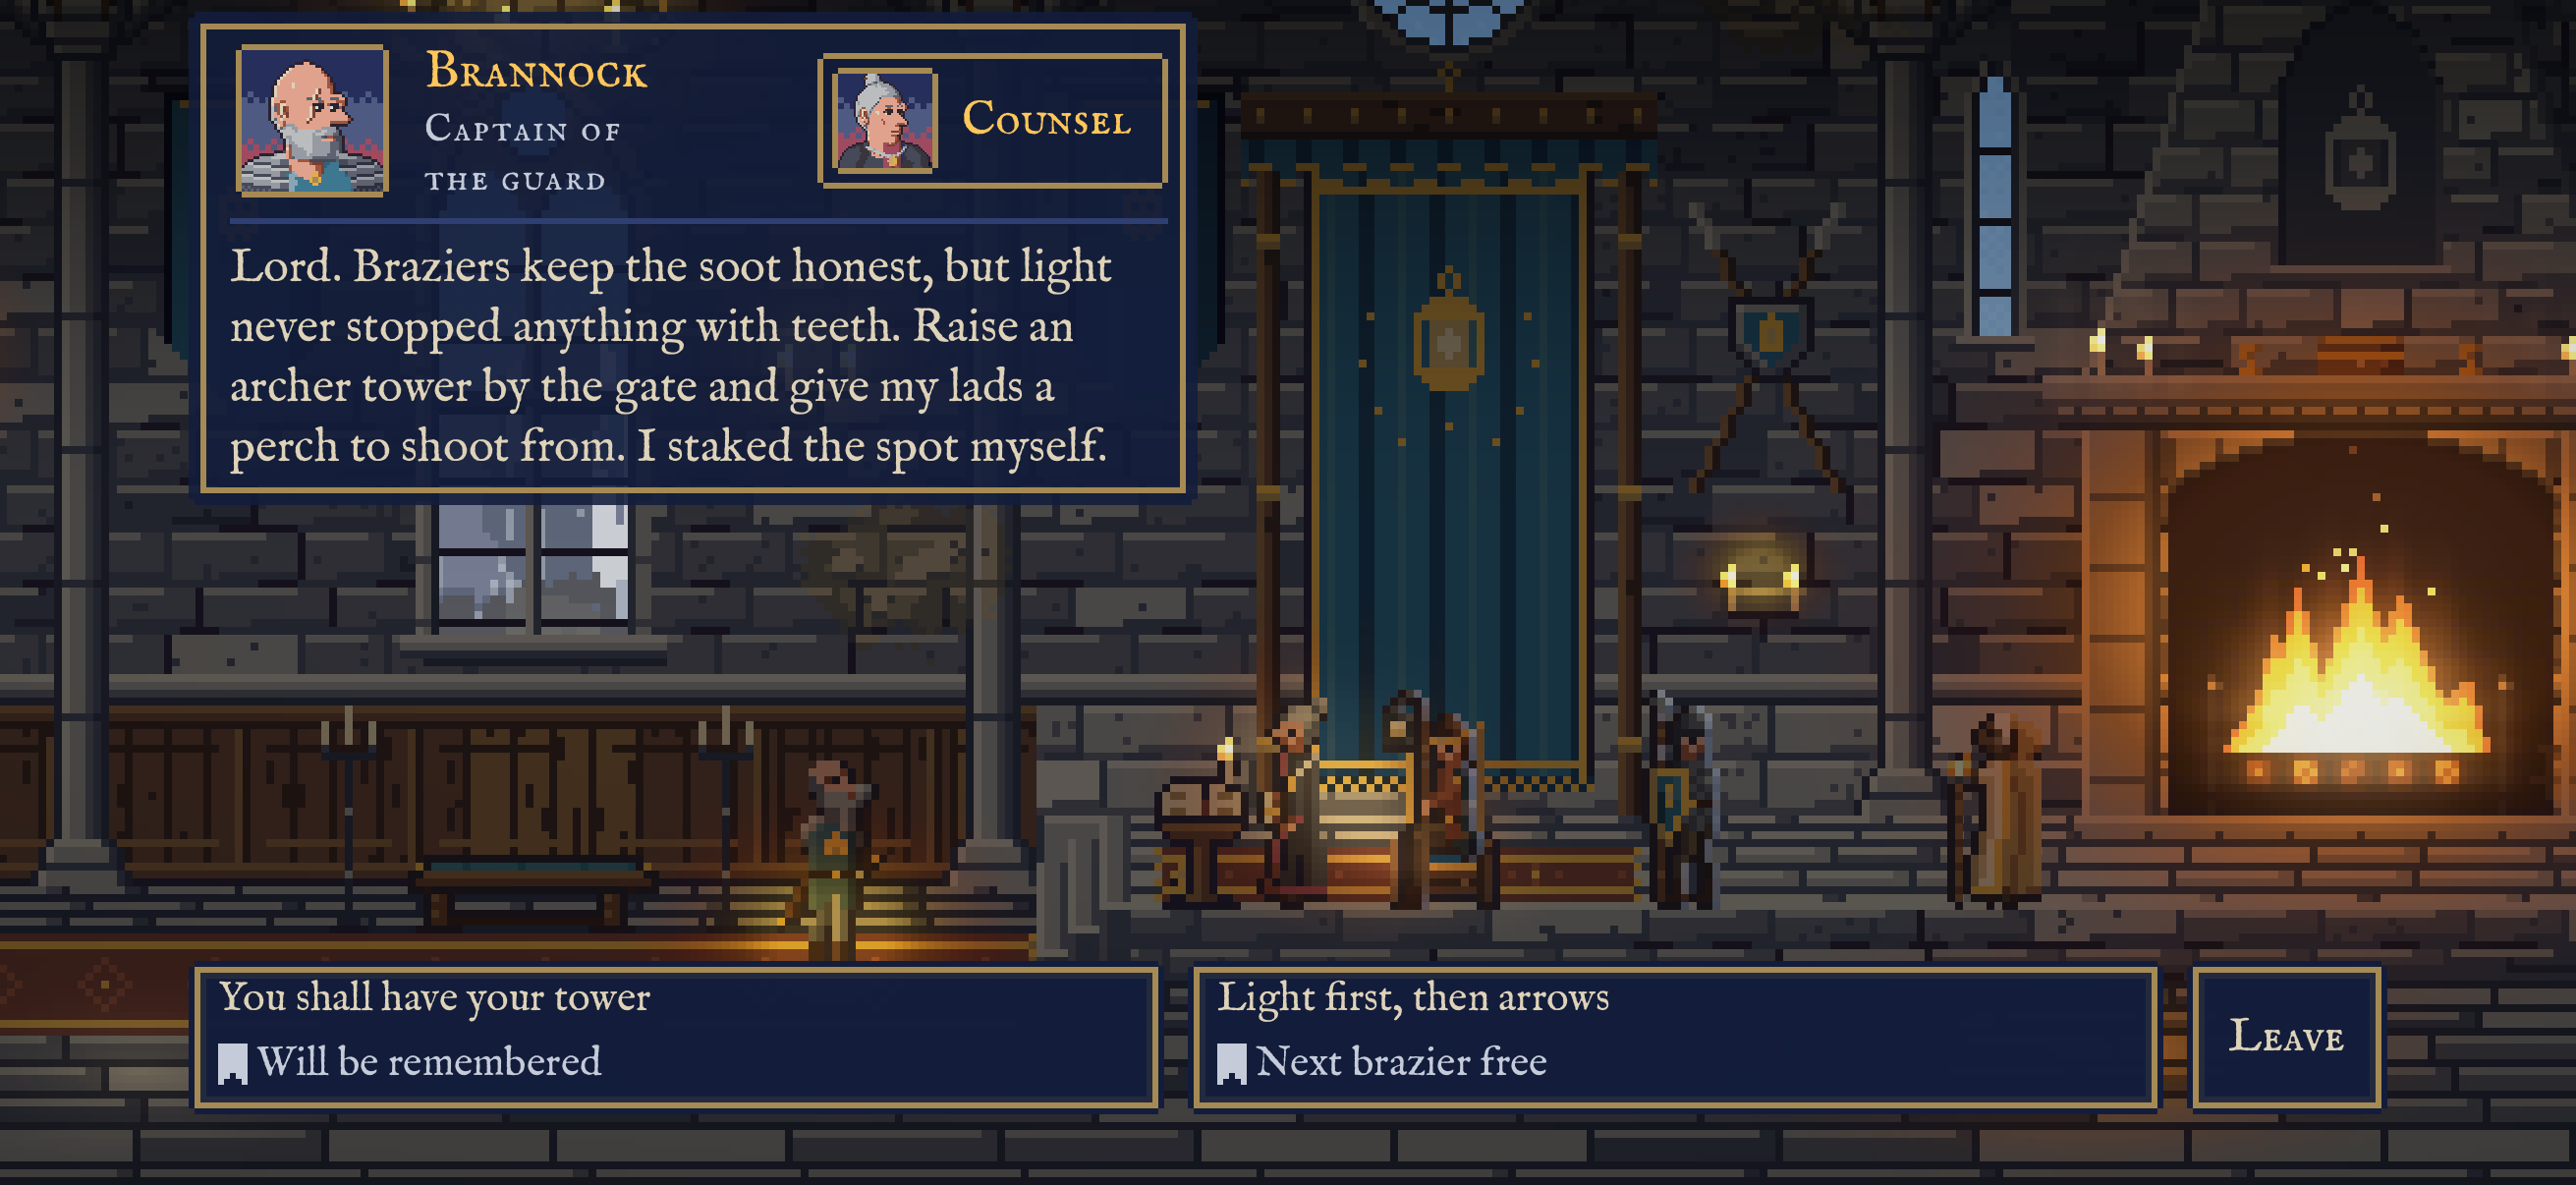 Brannock
Captain of
the guard
Counsel
Lord. Braziers keep the soot honest, but light
never stopped anything with teeth. Raise an
archer tower by the gate and give my lads a
perch to shoot from. I staked the spot myself.
You shall have your tower
Will be remembered
Light first, then arrows
Next brazier free
Leave